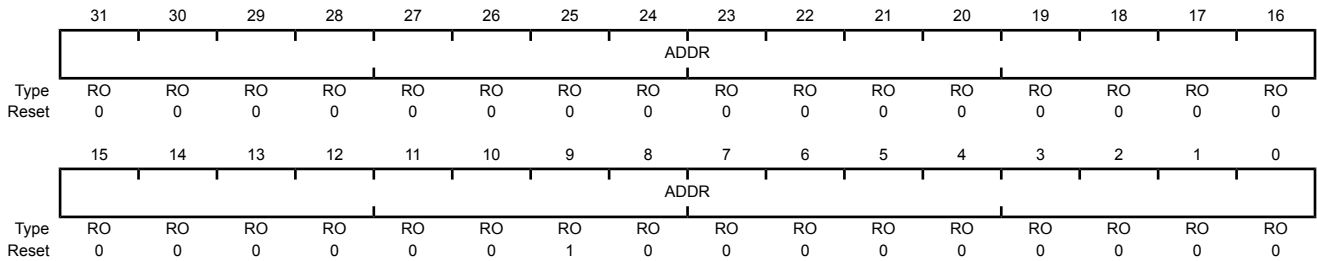 31 30 29 28 27 26 25 24 23 22 21 20 19 18 17 16
ADDR
Type RO RO RO RO RO RO RO RO RO RO RO RO RO RO RO RO
Reset 0 0 0 0 0 0 0 0 0 0 0 0 0 0 0 0
15 14 13 12 11 10 9 8 7 6 5 4 3 2 1 0
ADDR
Type RO RO RO RO RO RO RO RO RO RO RO RO RO RO RO RO
Reset 0 0 0 0 0 0 1 0 0 0 0 0 0 0 0 0